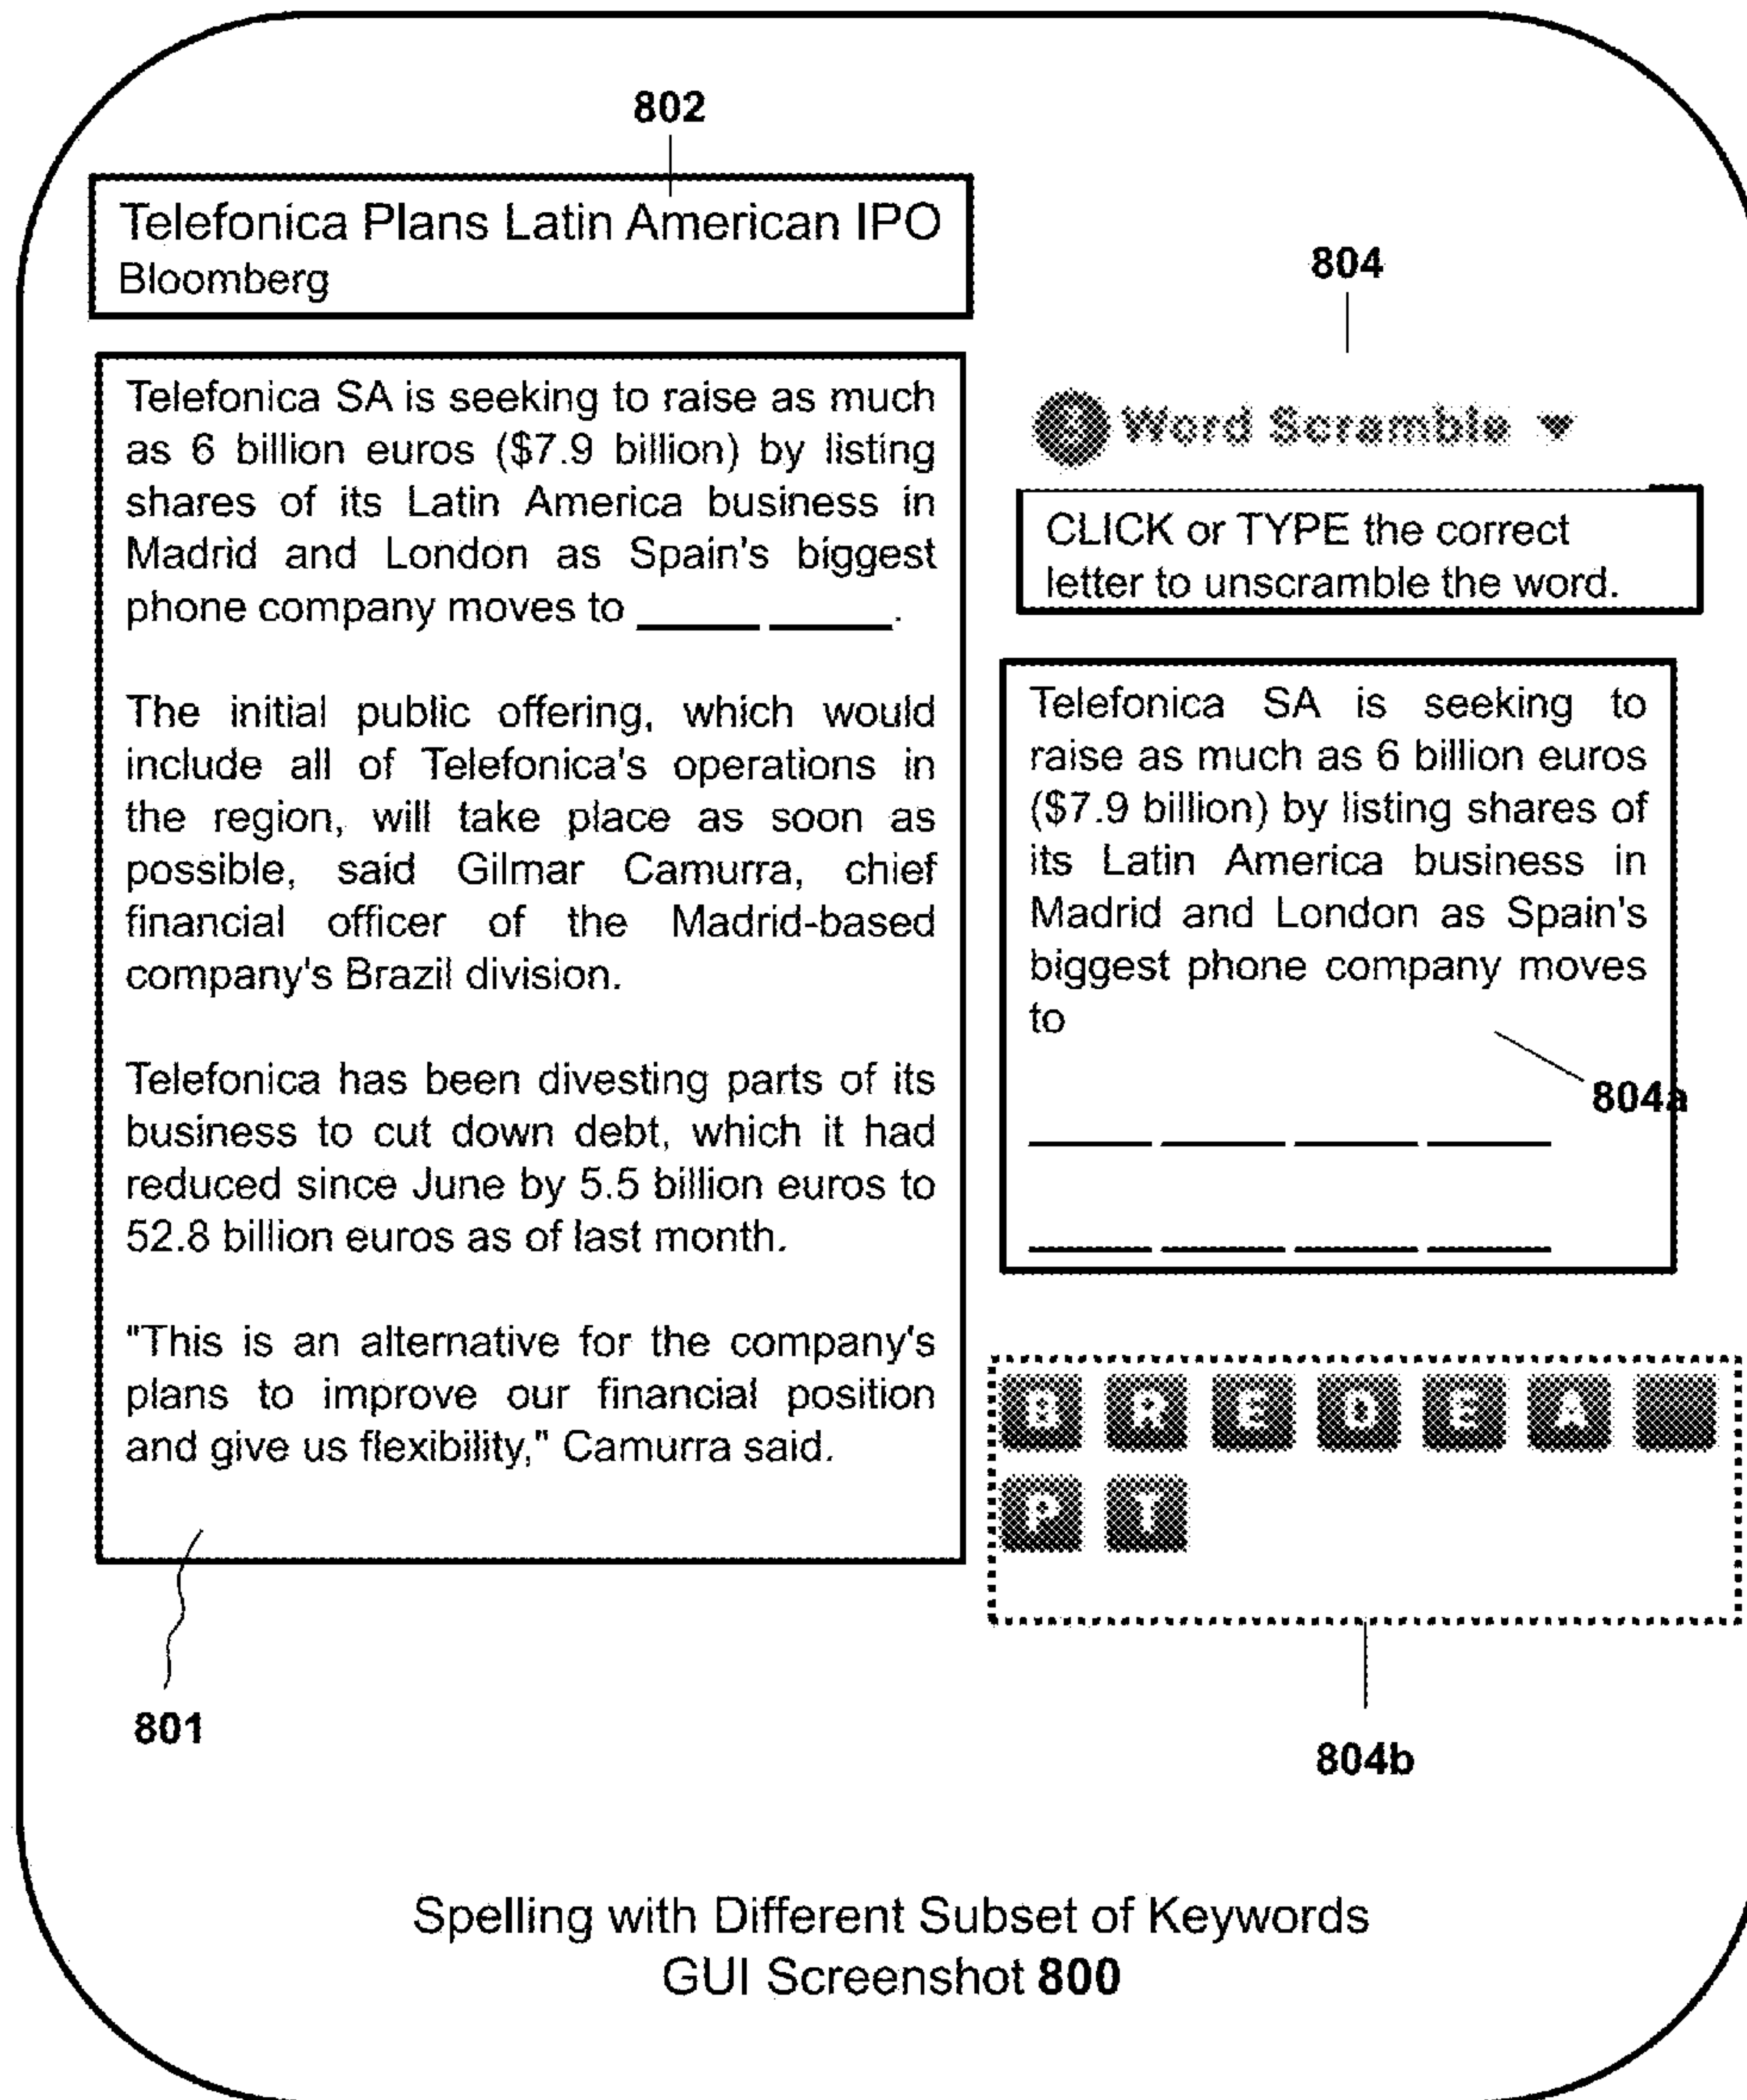 802
Telefonica Plans Latin American IPO
Bloomberg
Telefonica SA is seeking to raise as much
as 6 billion euros ($7.9 billion) by listing
shares of its Latin America business in
Madrid and London as Spain's biggest
phone company moves to _____ _____.
The initial public offering, which would
include all of Telefonica's operations in
the region, will take place as soon as
possible, said Gilmar Camurra, chief
financial officer of the Madrid-based
company's Brazil division.
Telefonica has been divesting parts of its
business to cut down debt, which it had
reduced since June by 5.5 billion euros to
52.8 billion euros as of last month.
"This is an alternative for the company's
plans to improve our financial position
and give us flexibility," Camurra said.
801
804
Word Scramble
CLICK or TYPE the correct
letter to unscramble the word.
Telefonica SA is seeking to
raise as much as 6 billion euros
($7.9 billion) by listing shares of
its Latin America business in
Madrid and London as Spain's
biggest phone company moves
to
804a
_____ _____ _____ _____
_____ _____ _____ _____
B R E D E A
P T
804b
Spelling with Different Subset of Keywords
GUI Screenshot 800